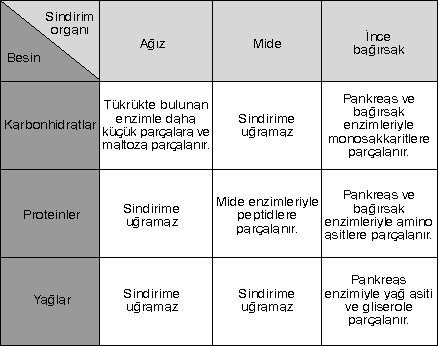 Sindirim
organı
Besin
Ağız
Mide
İnce
bağırsak
Karbonhidratlar
Tükrükte bulunan
enzimle daha
küçük parçalara ve
maltoza parçalanır.
Sindirime
uğramaz
Pankreas ve
bağırsak
enzimleriyle
monosakkaritlere
parçalanır.
Proteinler
Sindirime
uğramaz
Mide enzimleriyle
peptidlere
parçalanır.
Pankreas ve
bağırsak
enzimleriyle amino
asitlere parçalanır.
Yağlar
Sindirime
uğramaz
Sindirime
uğramaz
Pankreas
enzimiyle yağ asiti
ve gliserole
parçalanır.